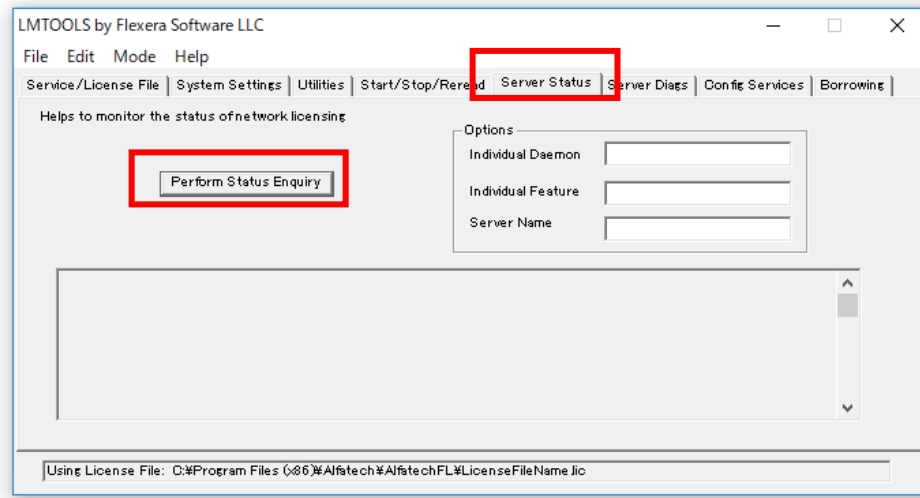 LMTOOLS by Flexera Software LLC
File Edit Mode Help
Service/License File System Settings Utilities Start/Stop/Reread Server Status Server Diags Config Services Borrowing
Helps to monitor the status of network licensing
Perform Status Enquiry
Options
Individual Daemon
Individual Feature
Server Name
Using License File: C:¥Program Files (x86)¥Alfatech¥AlfatechFL¥LicenseFileName.lic